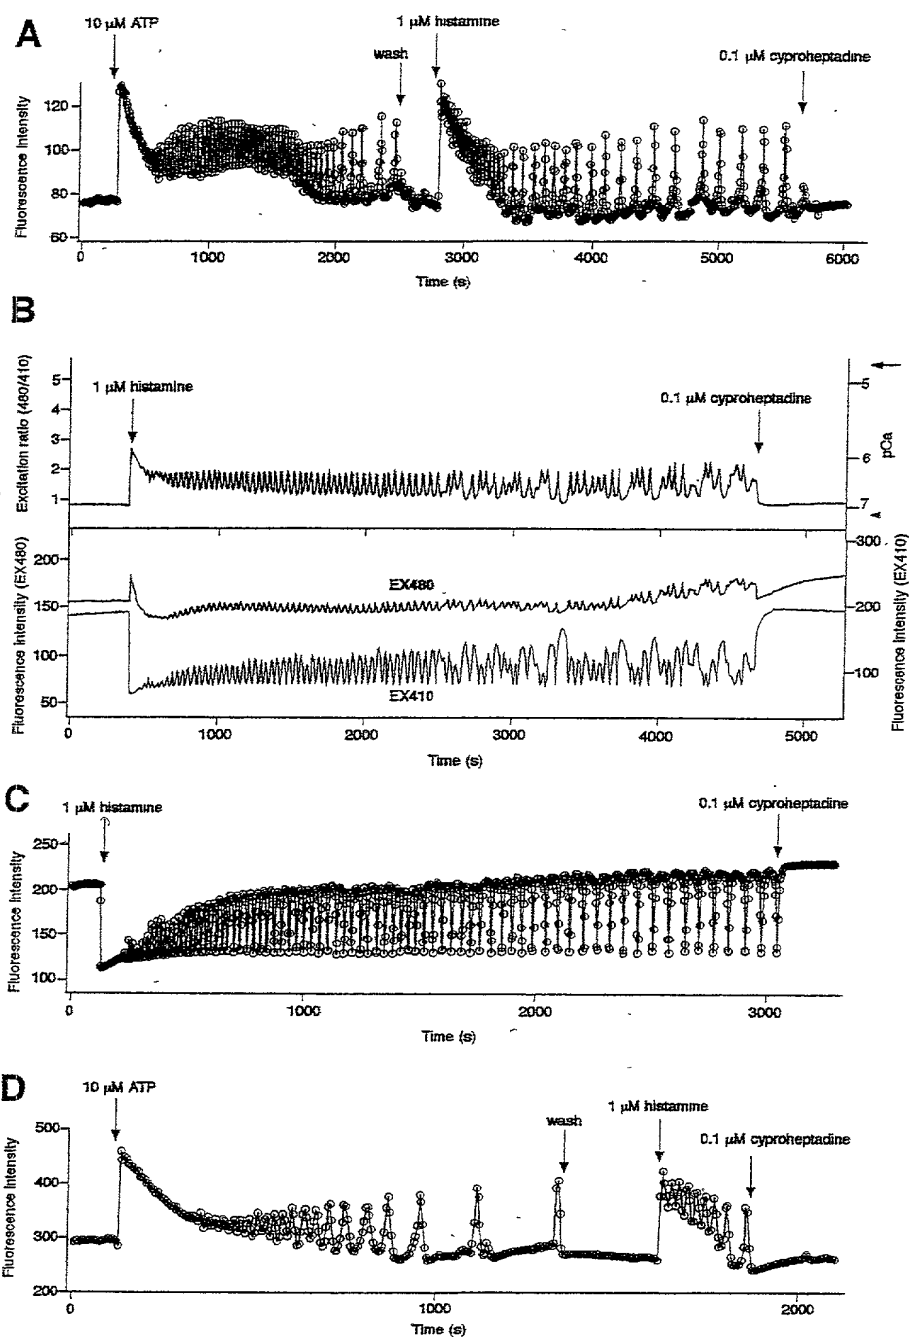 A
10 µM ATP
wash
1 µM histamine
0.1 µM cyproheptadine
Fluorescence Intensity
120
100
80
60
0
1000
2000
3000
4000
5000
6000
Time (s)
B
Excitation ratio (480/410)
5
4
3
2
1
1 µM histamine
0.1 µM cyproheptadine
5
6
7
pCa
Fluorescence Intensity (EX480)
200
150
100
50
EX480
EX410
300
200
100
Fluorescence Intensity (EX410)
0
1000
2000
3000
4000
5000
Time (s)
C
1 µM histamine
0.1 µM cyproheptadine
Fluorescence Intensity
250
200
150
100
0
1000
2000
3000
Time (s)
D
10 µM ATP
wash
1 µM histamine
0.1 µM cyproheptadine
Fluorescence Intensity
500
400
300
200
0
1000
2000
Time (s)